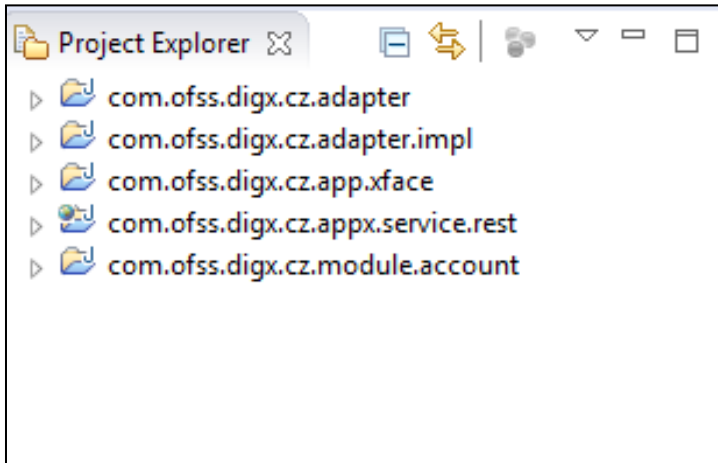 Project Explorer
com.ofss.digx.cz.adapter
com.ofss.digx.cz.adapter.impl
com.ofss.digx.cz.app.xface
com.ofss.digx.cz.appx.service.rest
com.ofss.digx.cz.module.account